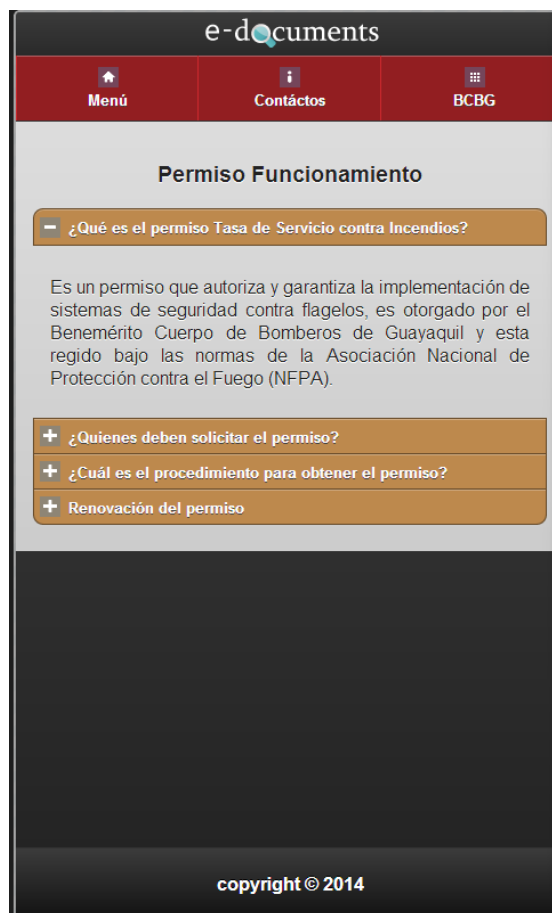 e-documents
Menú
Contáctos
BCBG
Permiso Funcionamiento
¿Qué es el permiso Tasa de Servicio contra Incendios?
Es un permiso que autoriza y garantiza la implementación de
sistemas de seguridad contra flagelos, es otorgado por el
Benemérito Cuerpo de Bomberos de Guayaquil y esta
regido bajo las normas de la Asociación Nacional de
Protección contra el Fuego (NFPA).
¿Quienes deben solicitar el permiso?
¿Cuál es el procedimiento para obtener el permiso?
Renovación del permiso
copyright © 2014